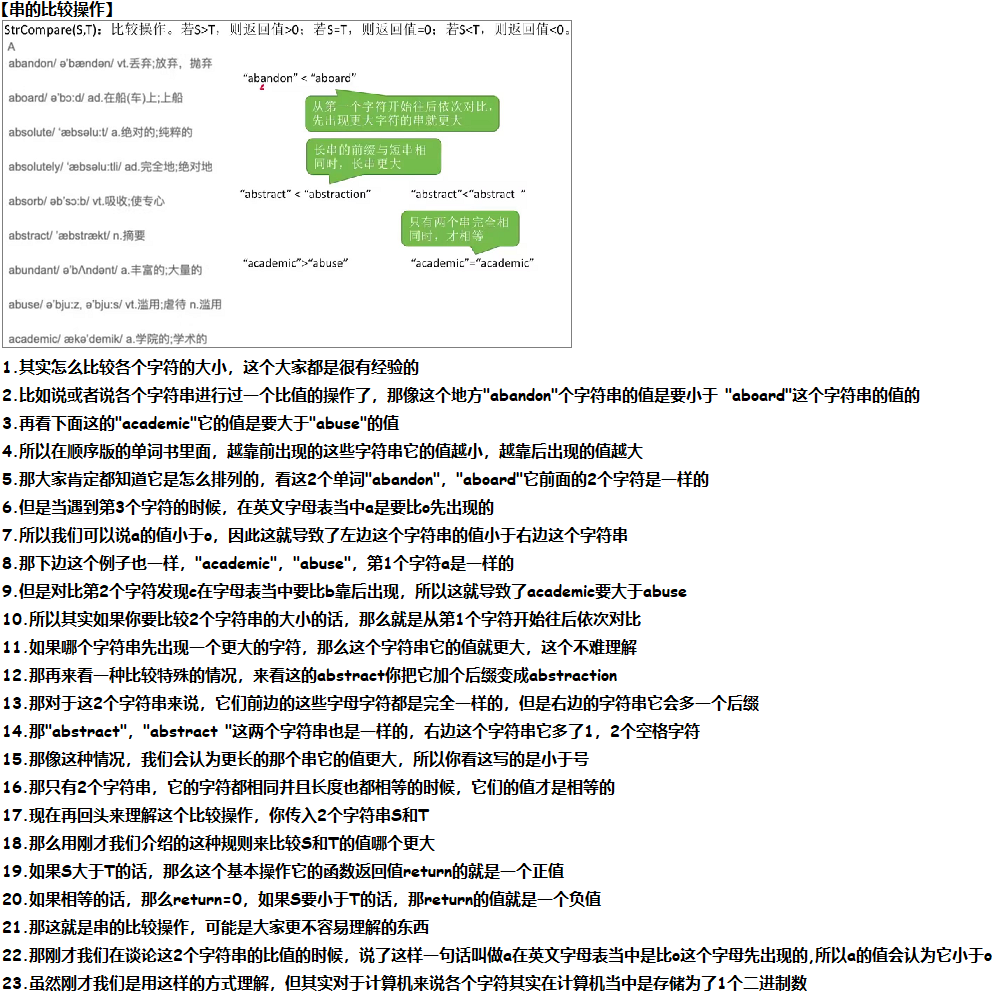 【串的比较操作】
StrCompare(S,T)：比较操作。若S>T，则返回值>0；若S=T，则返回值=0；若S<T，则返回值<0。
A
abandon/ ə'bændən/ vt.丢弃;放弃，抛弃
"abandon" < "aboard"
aboard/ ə'bɔ:d/ ad.在船(车)上;上船
从第一个字符开始往后依次对比，
先出现更大字符的串就更大
absolute/ 'æbsəlu:t/ a.绝对的;纯粹的
长串的前缀与短串相
同时，长串更大
absolutely/ 'æbsəlu:tli/ ad.完全地;绝对地
absorb/ əb'sɔ:b/ vt.吸收;使专心
"abstract" < "abstraction"
"abstract"<"abstract  "
abstract/ 'æbstrækt/ n.摘要
只有两个串完全相
同时，才相等
abundant/ ə'bΛndənt/ a.丰富的;大量的
"academic">"abuse"
"academic"="academic"
abuse/ ə'bju:z, ə'bju:s/ vt.滥用;虐待 n.滥用
academic/ ækə'demik/ a.学院的;学术的
1.其实怎么比较各个字符的大小，这个大家都是很有经验的
2.比如说或者说各个字符串进行过一个比值的操作了，那像这个地方"abandon"个字符串的值是要小于 "aboard"这个字符串的值的
3.再看下面这的"academic"它的值是要大于"abuse"的值
4.所以在顺序版的单词书里面，越靠前出现的这些字符串它的值越小，越靠后出现的值越大
5.那大家肯定都知道它是怎么排列的，看这2个单词"abandon"，"aboard"它前面的2个字符是一样的
6.但是当遇到第3个字符的时候，在英文字母表当中a是要比o先出现的
7.所以我们可以说a的值小于o，因此这就导致了左边这个字符串的值小于右边这个字符串
8.那下边这个例子也一样，"academic"，"abuse"，第1个字符a是一样的
9.但是对比第2个字符发现c在字母表当中要比b靠后出现，所以这就导致了academic要大于abuse
10.所以其实如果你要比较2个字符串的大小的话，那么就是从第1个字符开始往后依次对比
11.如果哪个字符串先出现一个更大的字符，那么这个字符串它的值就更大，这个不难理解
12.那再来看一种比较特殊的情况，来看这的abstract你把它加个后缀变成abstraction
13.那对于这2个字符串来说，它们前边的这些字母字符都是完全一样的，但是右边的字符串它会多一个后缀
14.那"abstract"，"abstract "这两个字符串也是一样的，右边这个字符串它多了1，2个空格字符
15.那像这种情况，我们会认为更长的那个串它的值更大，所以你看这写的是小于号
16.那只有2个字符串，它的字符都相同并且长度也都相等的时候，它们的值才是相等的
17.现在再回头来理解这个比较操作，你传入2个字符串S和T
18.那么用刚才我们介绍的这种规则来比较S和T的值哪个更大
19.如果S大于T的话，那么这个基本操作它的函数返回值return的就是一个正值
20.如果相等的话，那么return=0，如果S要小于T的话，那return的值就是一个负值
21.那这就是串的比较操作，可能是大家更不容易理解的东西
22.那刚才我们在谈论这2个字符串的比值的时候，说了这样一句话叫做a在英文字母表当中是比o这个字母先出现的,所以a的值会认为它小于o
23.虽然刚才我们是用这样的方式理解，但其实对于计算机来说各个字符其实在计算机当中是存储为了1个二进制数